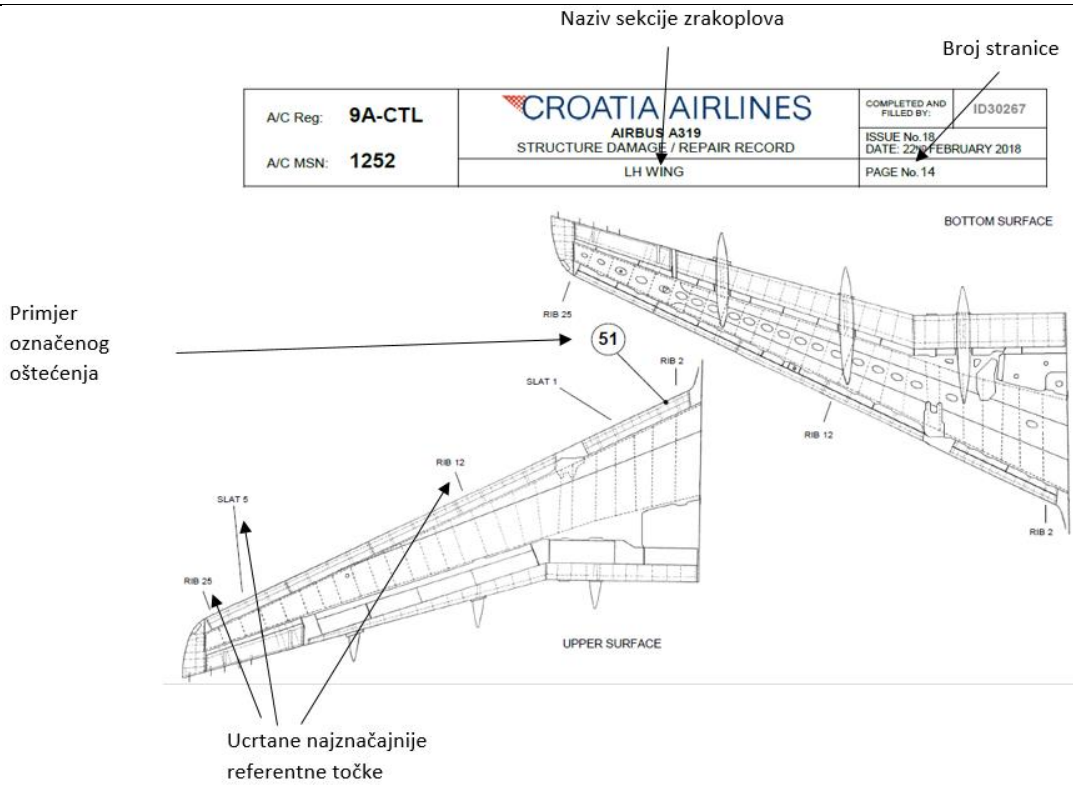 Naziv sekcije zrakoplova
Broj stranice
A/C Reg: 9A-CTL
A/C MSN: 1252
CROATIA AIRLINES
AIRBUS A319
STRUCTURE DAMAGE / REPAIR RECORD
LH WING
COMPLETED AND
FILLED BY:
ID30267
ISSUE No.18
DATE: 22 FEBRUARY 2018
PAGE No. 14
BOTTOM SURFACE
RIB 25
Primjer
označenog
oštećenja
51
RIB 2
SLAT 1
RIB 12
RIB 12
SLAT 5
RIB 2
RIB 25
UPPER SURFACE
Ucrtane najznačajnije
referentne točke